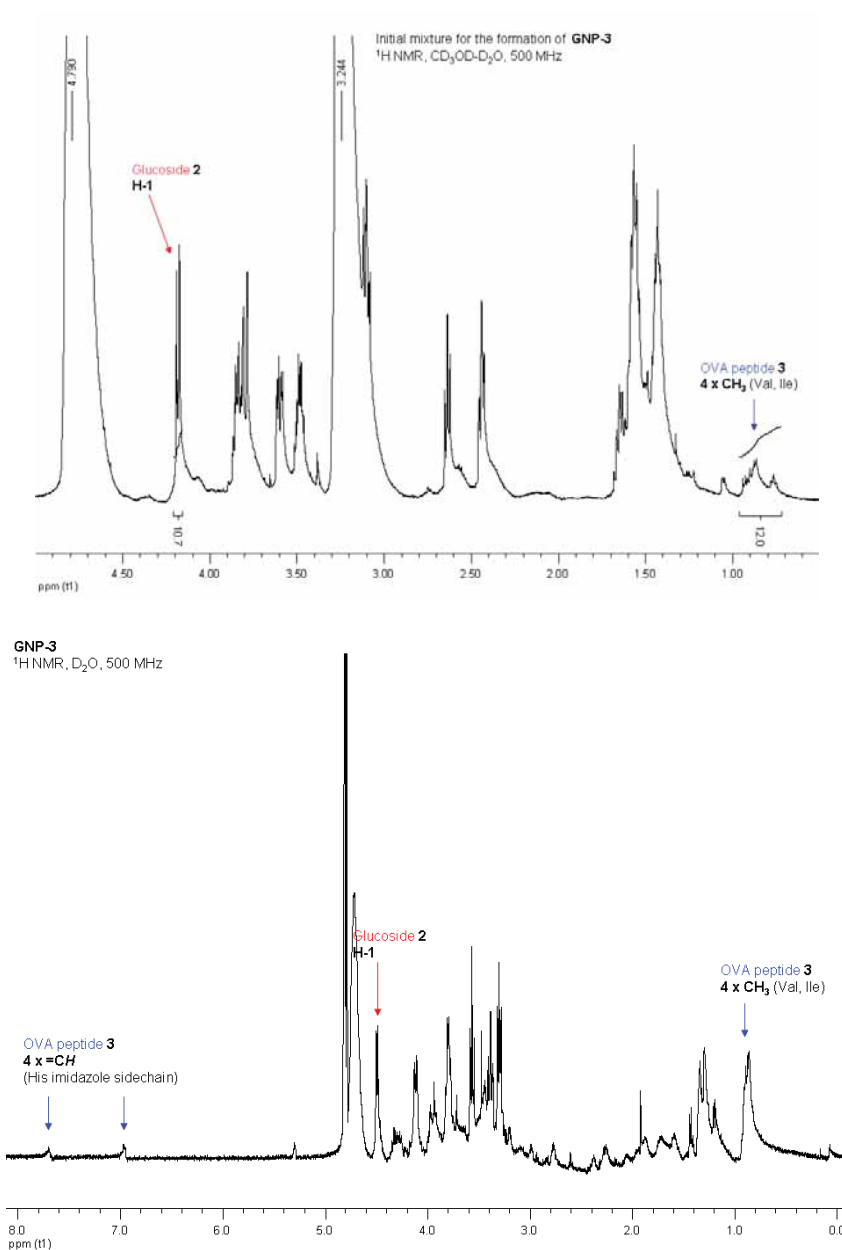 Initial mixture for the formation of GNP-3
¹H NMR, CD₃OD-D₂O, 500 MHz
4.790
3.244
Glucoside 2
H-1
OVA peptide 3
4 x CH₃ (Val, Ile)
10.7
12.0
4.50 4.00 3.50 3.00 2.50 2.00 1.50 1.00
ppm (t1)
GNP-3
¹H NMR, D₂O, 500 MHz
Glucoside 2
H-1
OVA peptide 3
4 x CH₃ (Val, Ile)
OVA peptide 3
4 x =CH
(His imidazole sidechain)
8.0 7.0 6.0 5.0 4.0 3.0 2.0 1.0 0.0
ppm (t1)